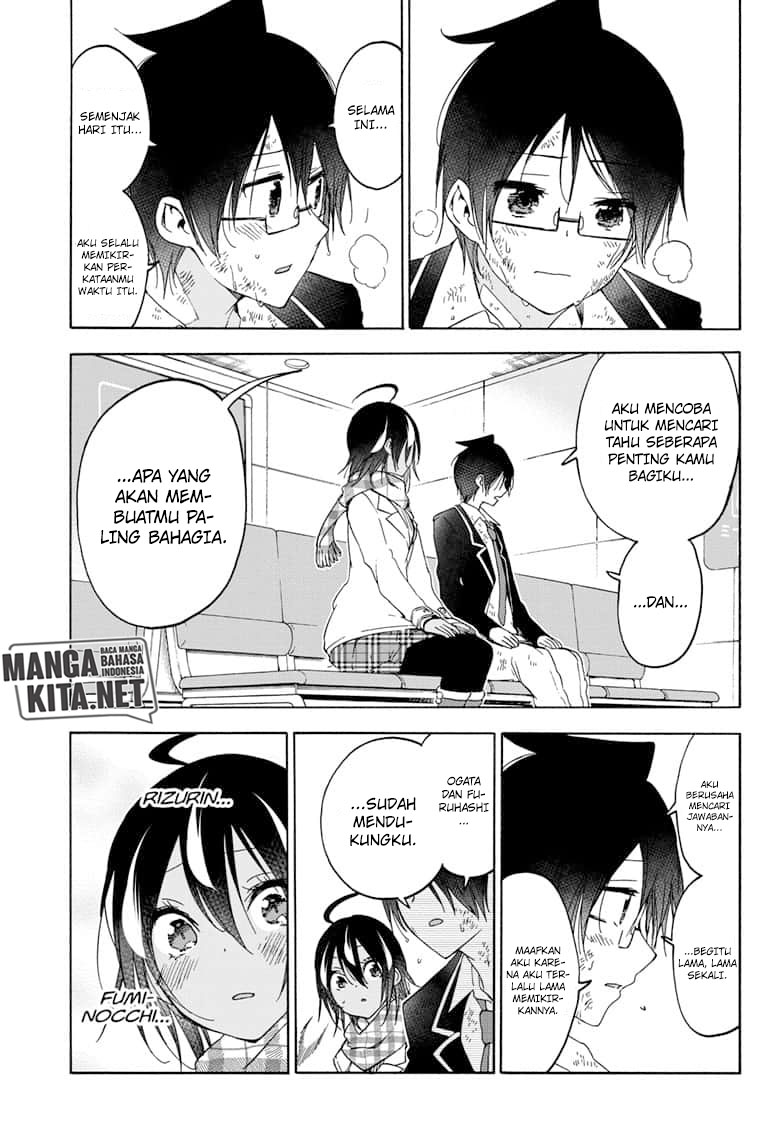 SELAMA
INI...
SEMENJAK
HARI ITU...
AKU SELALU
MEMIKIR-
KAN PER-
KATAANMU
WAKTU ITU.
AKU MENCOBA
UNTUK MENCARI
TAHU SEBERAPA
PENTING KAMU
BAGIKU...
...DAN...
...APA YANG
AKAN MEM-
BUATMU PA-
LING BAHAGIA.
MANGA
KITA.NET
BACA MANGA
BAHASA
INDONESIA
AKU
BERUSAHA
MENCARI
JAWABAN-
NYA...
...BEGITU
LAMA, LAMA
SEKALI.
MAAFKAN
AKU KARE-
NA AKU TER-
LALU LAMA
MEMIKIR-
KANNYA.
OGATA
DAN FU-
RUHASHI
...
...SUDAH
MENDU-
KUNGKU.
RIZURIN...
FUMI-
NOCCHI...